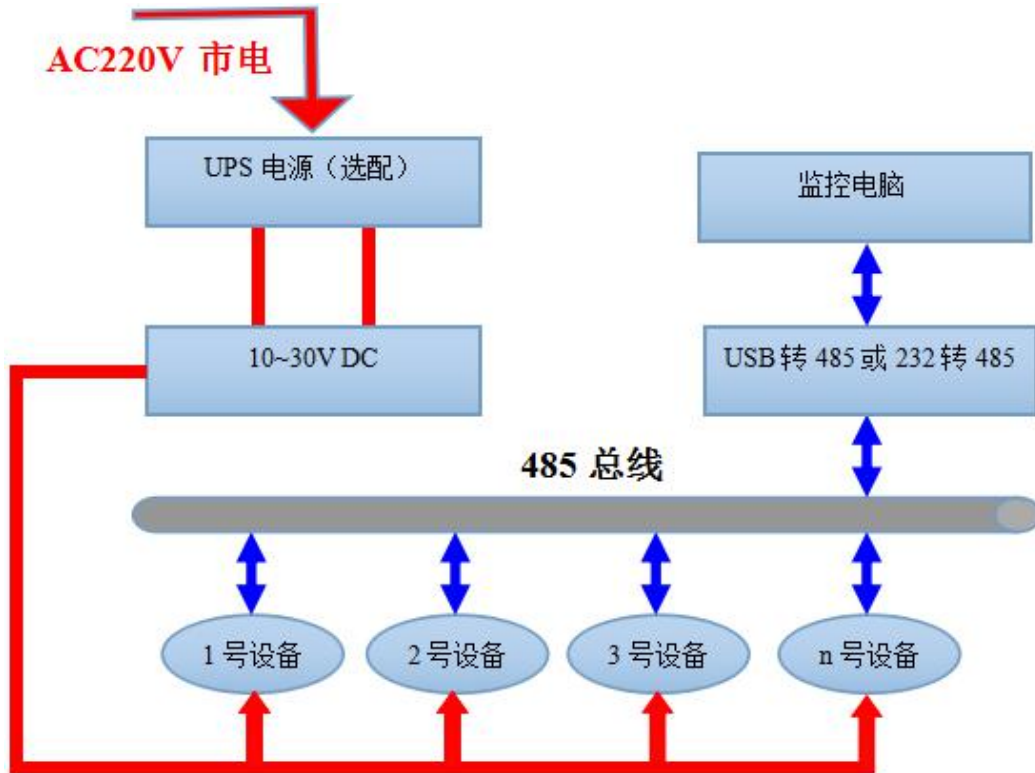 AC220V 市电
UPS 电源（选配）
监控电脑
10~30V DC
USB 转 485 或 232 转 485
485 总线
1 号设备
2 号设备
3 号设备
n 号设备